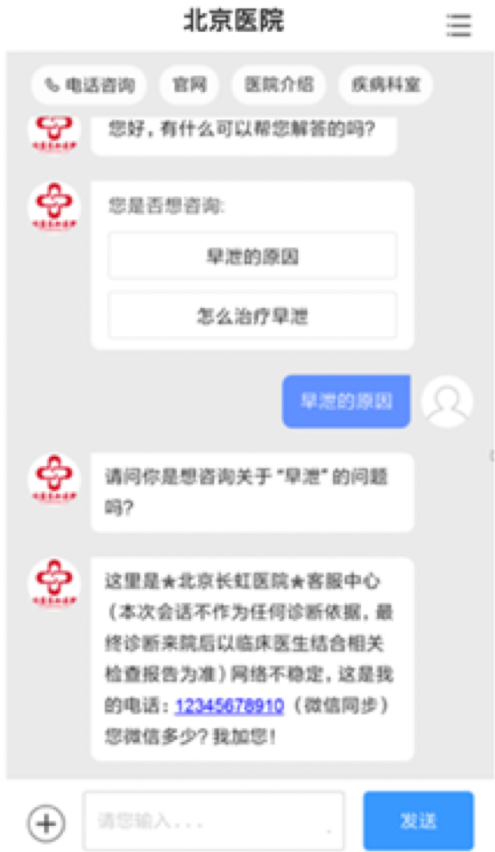 北京医院
电话咨询
官网
医院介绍
疾病科室
您好，有什么可以帮您解答的吗？
您是否想咨询:
早泄的原因
怎么治疗早泄
早泄的原因
请问你是想咨询关于“早泄”的问题
吗？
这里是★北京长虹医院★客服中心
（本次会话不作为任何诊断依据，最
终诊断来院后以临床医生结合相关
检查报告为准）网络不稳定，这是我
的电话：12345678910（微信同步）
您微信多少？我加您！
请您输入...
发送